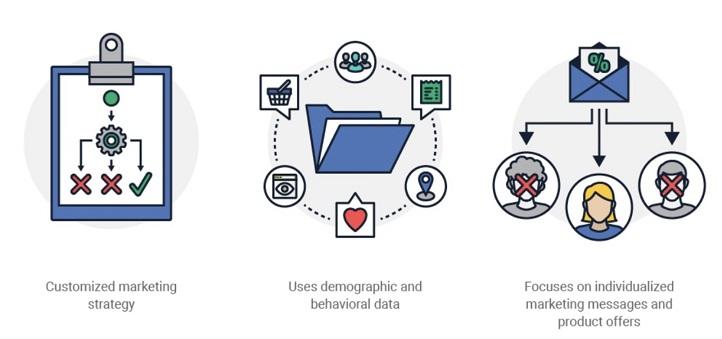 %
Customized marketing
strategy
Uses demographic and
behavioral data
Focuses on individualized
marketing messages and
product offers